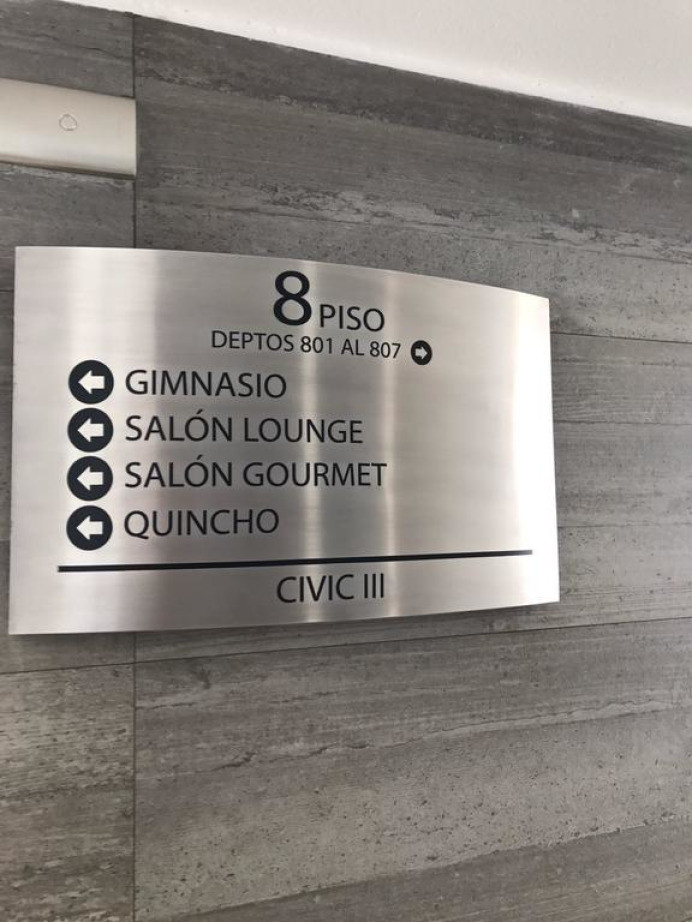 8 PISO
DEPTOS 801 AL 807
GIMNASIO
SALÓN LOUNGE
SALÓN GOURMET
QUINCHO
CIVIC III